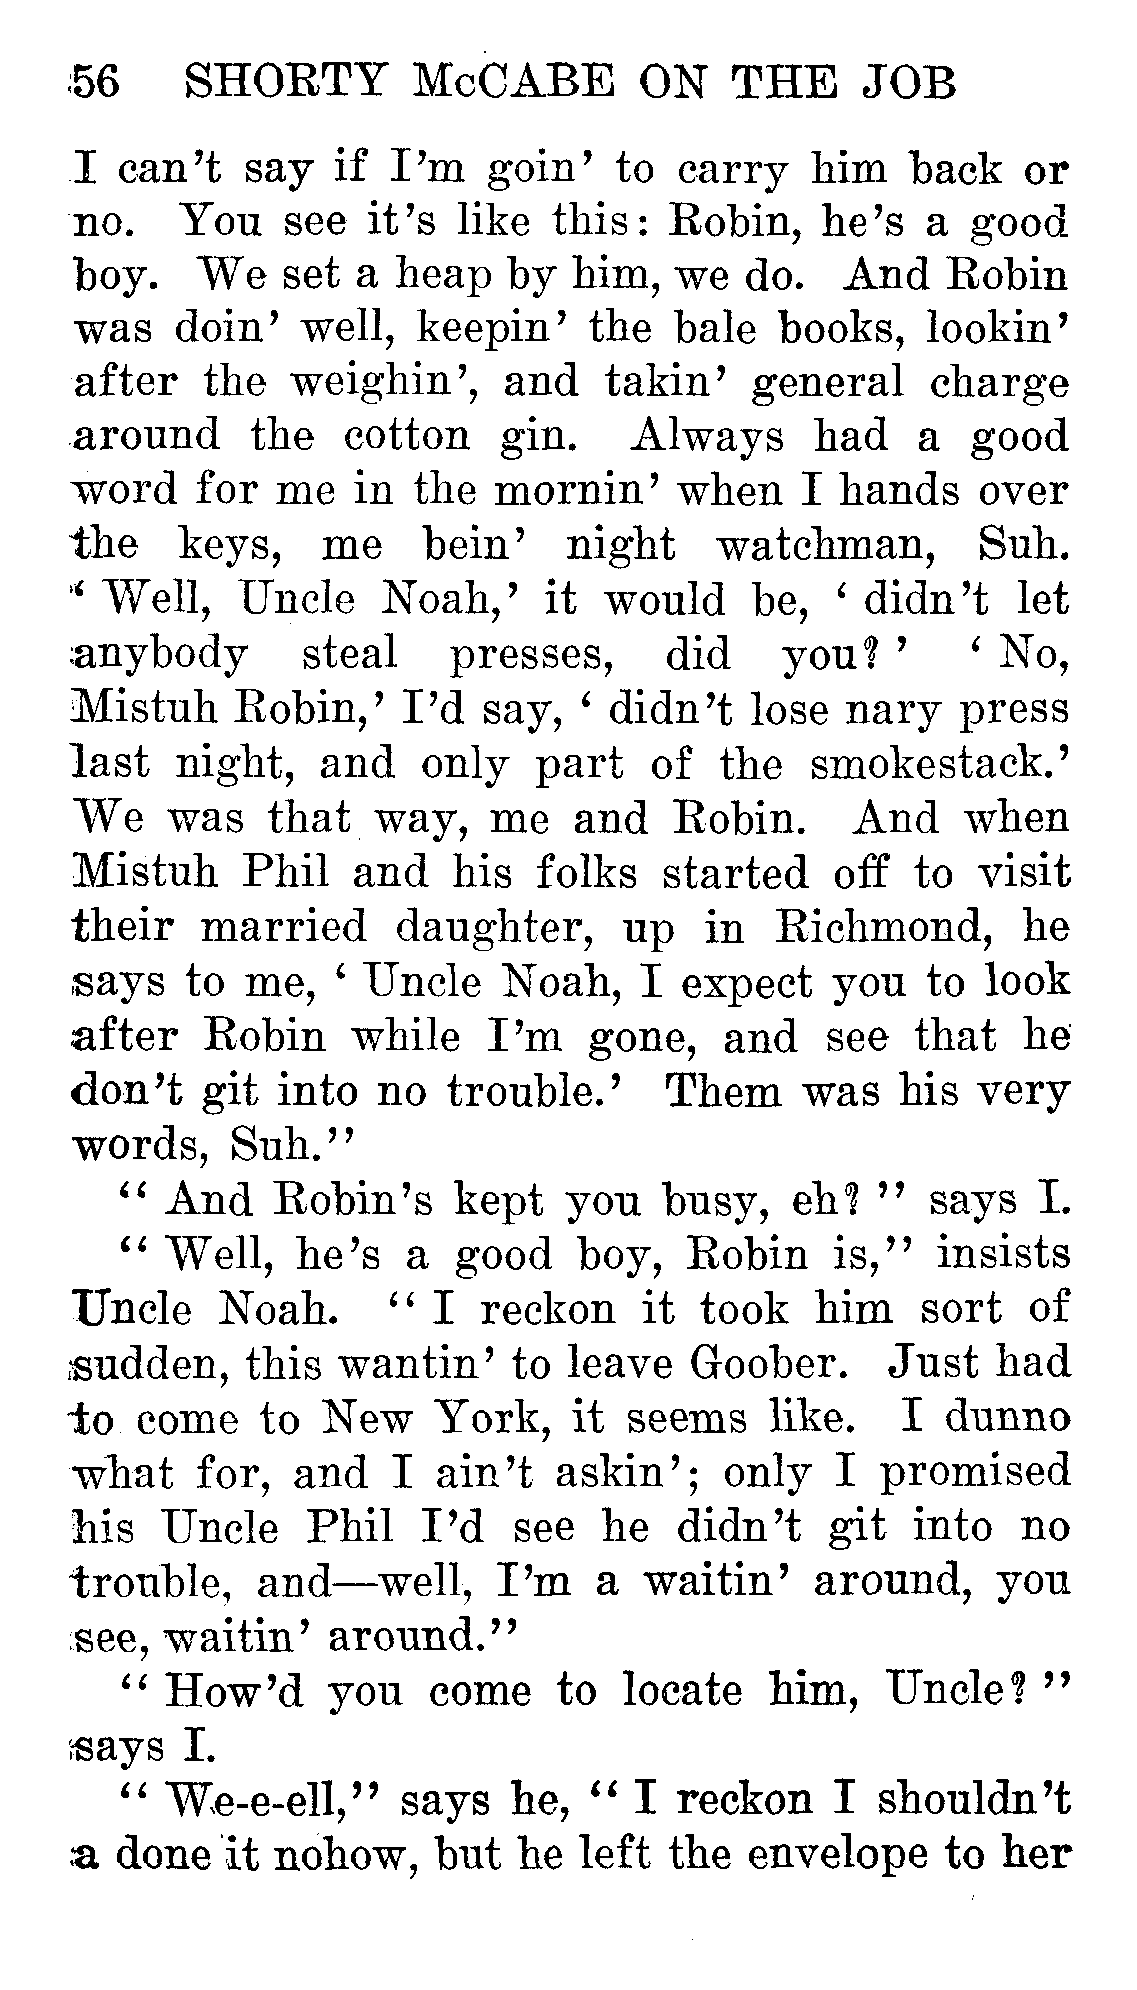 56 SHORTY McCABE ON THE JOB
I can't say if I'm goin' to carry him back or
no. You see it's like this: Robin, he's a good
boy. We set a heap by him, we do. And Robin
was doin' well, keepin' the bale books, lookin'
after the weighin', and takin' general charge
around the cotton gin. Always had a good
word for me in the mornin' when I hands over
the keys, me bein' night watchman, Suh.
' Well, Uncle Noah,' it would be, ' didn't let
anybody steal presses, did you? ' ' No,
Mistuh Robin,' I'd say, ' didn't lose nary press
last night, and only part of the smokestack.'
We was that way, me and Robin. And when
Mistuh Phil and his folks started off to visit
their married daughter, up in Richmond, he
says to me, ' Uncle Noah, I expect you to look
after Robin while I'm gone, and see that he
don't git into no trouble.' Them was his very
words, Suh."
" And Robin's kept you busy, eh? " says I.
" Well, he's a good boy, Robin is," insists
Uncle Noah. " I reckon it took him sort of
sudden, this wantin' to leave Goober. Just had
to come to New York, it seems like. I dunno
what for, and I ain't askin'; only I promised
his Uncle Phil I'd see he didn't git into no
trouble, and—well, I'm a waitin' around, you
see, waitin' around."
" How'd you come to locate him, Uncle? "
says I.
" We-e-ell," says he, " I reckon I shouldn't
a done it nohow, but he left the envelope to her